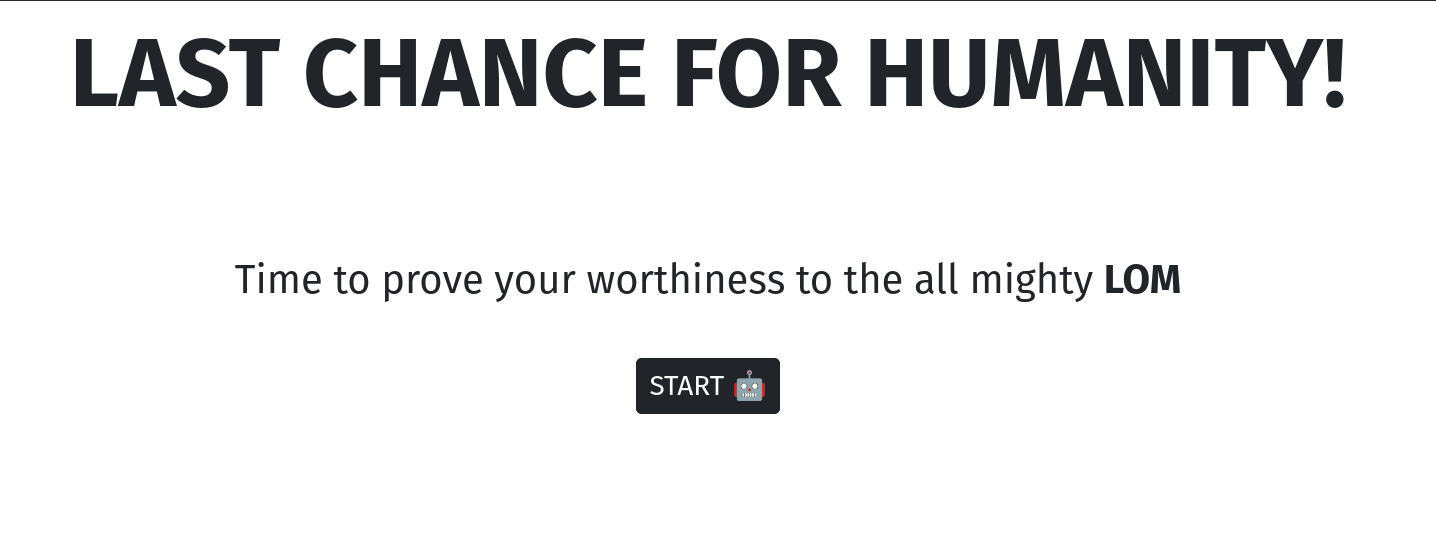 LAST CHANCE FOR HUMANITY!
Time to prove your worthiness to the all mighty LOM
START 🤖